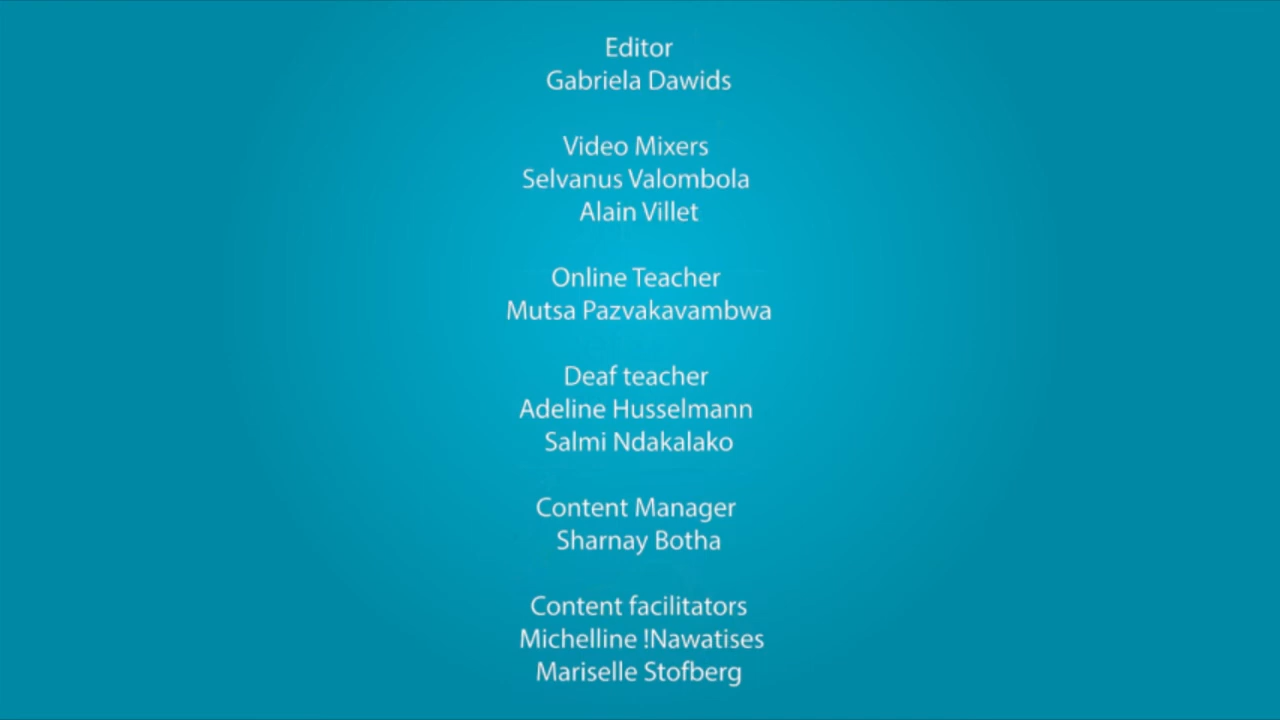 Editor
Gabriela Dawids
Video Mixers
Selvanus Valombola
Alain Villet
Online Teacher
Mutsa Pazvakavambwa
Deaf teacher
Adeline Husselmann
Salmi Ndakalako
Content Manager
Sharnay Botha
Content facilitators
Michelline !Nawatises
Mariselle Stofberg